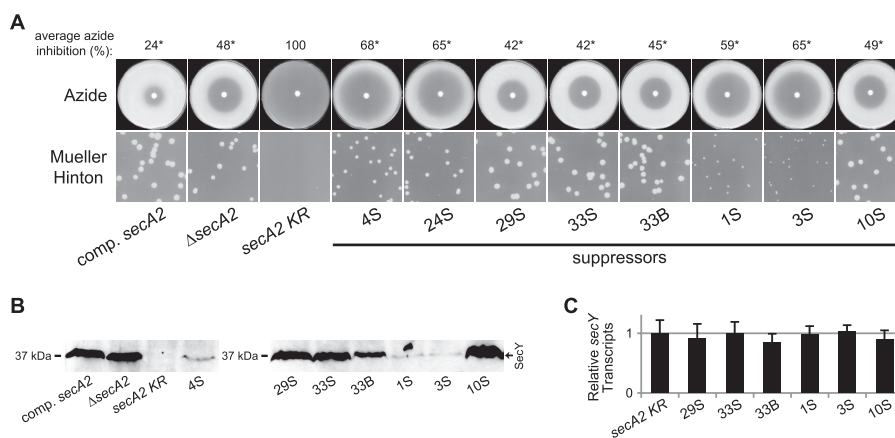 A
average azide
inhibition (%):
24* 48* 100 68* 65* 42* 42* 45* 59* 65* 49*
Azide
Mueller
Hinton
comp. secA2 ΔsecA2 secA2 KR 4S 24S 29S 33S 33B 1S 3S 10S
suppressors
B
37 kDa
comp. secA2 ΔsecA2 secA2 KR 4S
37 kDa
SecY
29S 33S 33B 1S 3S 10S
C
Relative secY
Transcripts
1
0
secA2 KR 29S 33S 33B 1S 3S 10S